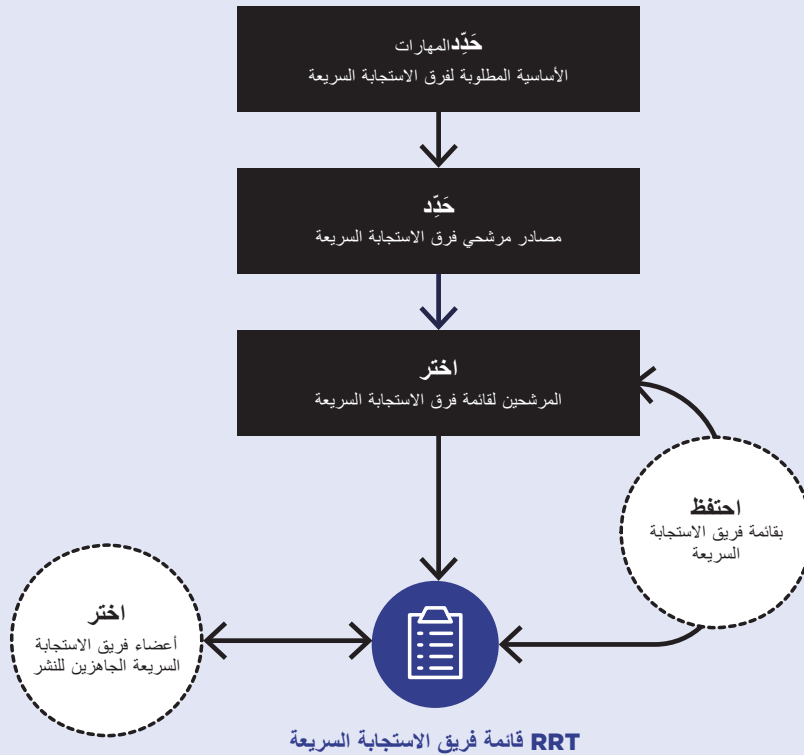 حَدِّد المهارات
الأساسية المطلوبة لفرق الاستجابة السريعة
حَدِّد
مصادر مرشحي فرق الاستجابة السريعة
اختر
المرشحين لقائمة فرق الاستجابة السريعة
احتفظ
بقائمة فريق الاستجابة
السريعة
اختر
أعضاء فريق الاستجابة
السريعة الجاهزين للنشر
RRT قائمة فريق الاستجابة السريعة